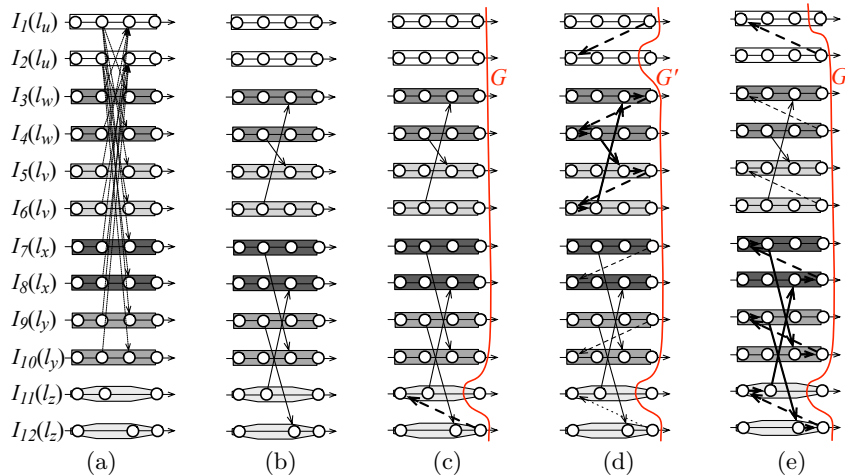 I1(lu)
I2(lu)
I3(lw)
I4(lw)
I5(lv)
I6(lv)
I7(lx)
I8(lx)
I9(ly)
I10(ly)
I11(lz)
I12(lz)
G
G'
G
(a) (b) (c) (d) (e)